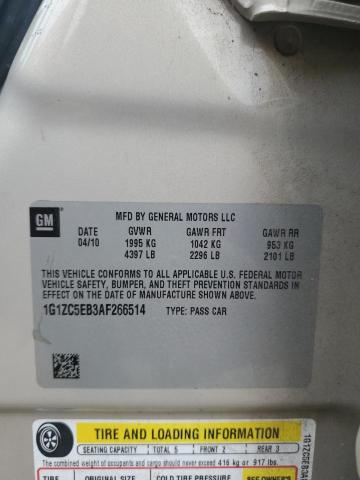 GM
MFD BY GENERAL MOTORS LLC
DATE GVWR GAWR FRT GAWR RR
04/10 1995 KG 1042 KG 953 KG
4397 LB 2296 LB 2101 LB
THIS VEHICLE CONFORMS TO ALL APPLICABLE U.S. FEDERAL MOTOR
VEHICLE SAFETY, BUMPER, AND THEFT PREVENTION STANDARDS IN
EFFECT ON THE DATE OF MANUFACTURE SHOWN ABOVE.
1G1ZC5EB3AF266514 TYPE: PASS CAR
TIRE AND LOADING INFORMATION
SEATING CAPACITY TOTAL 5 FRONT 2 REAR 3
The combined weight of occupants and cargo should never exceed 416 kg or 917 lbs.
TIRE SIZE COLD TIRE PRESSURE SEE OWNER'S
1G1ZC5EB3A